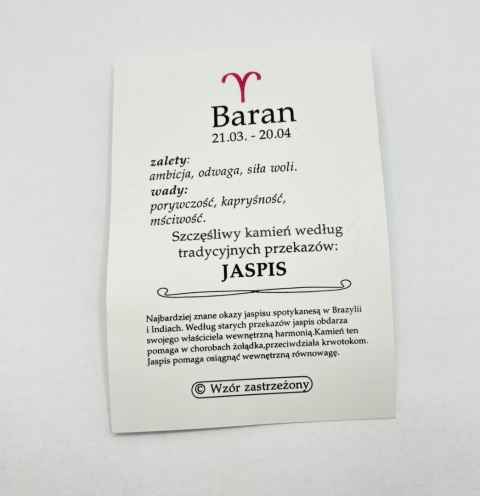 Baran
21.03. - 20.04
zalety:
ambicja, odwaga, siła woli.
wady:
porywczość, kapryśność,
mściwość.
Szczęśliwy kamień według
tradycyjnych przekazów:
JASPIS
Najbardziej znane okazy jaspisu spotykanesą w Brazylii
i Indiach. Według starych przekazów jaspis obdarza
swojego właściciela wewnętrzną harmonią.Kamień ten
pomaga w chorobach żołądka,przeciwdziała krwotokom.
Jaspis pomaga osiągnąć wewnętrzną równowagę.
© Wzór zastrzeżony